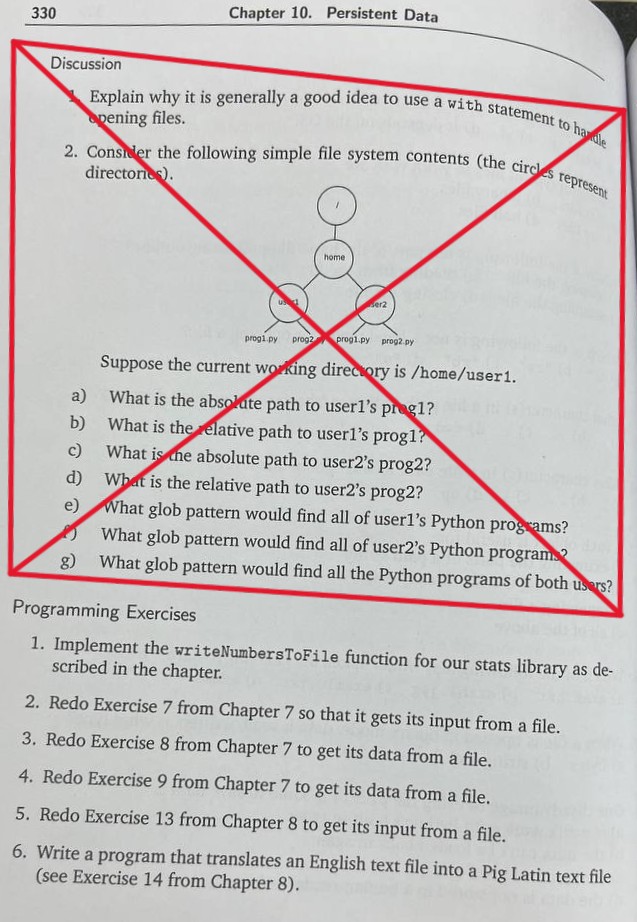 330
Chapter 10. Persistent Data
Discussion
1. Explain why it is generally a good idea to use a with statement to handle
opening files.
2. Consider the following simple file system contents (the circles represent
directories).
/
home
user1 user2
prog1.py prog2.py prog1.py prog2.py
Suppose the current working directory is /home/user1.
a) What is the absolute path to user1's prog1?
b) What is the relative path to user1's prog1?
c) What is the absolute path to user2's prog2?
d) What is the relative path to user2's prog2?
e) What glob pattern would find all of user1's Python programs?
f) What glob pattern would find all of user2's Python programs?
g) What glob pattern would find all the Python programs of both users?
Programming Exercises
1. Implement the writeNumbersToFile function for our stats library as de-
scribed in the chapter.
2. Redo Exercise 7 from Chapter 7 so that it gets its input from a file.
3. Redo Exercise 8 from Chapter 7 to get its data from a file.
4. Redo Exercise 9 from Chapter 7 to get its data from a file.
5. Redo Exercise 13 from Chapter 8 to get its input from a file.
6. Write a program that translates an English text file into a Pig Latin text file
(see Exercise 14 from Chapter 8).